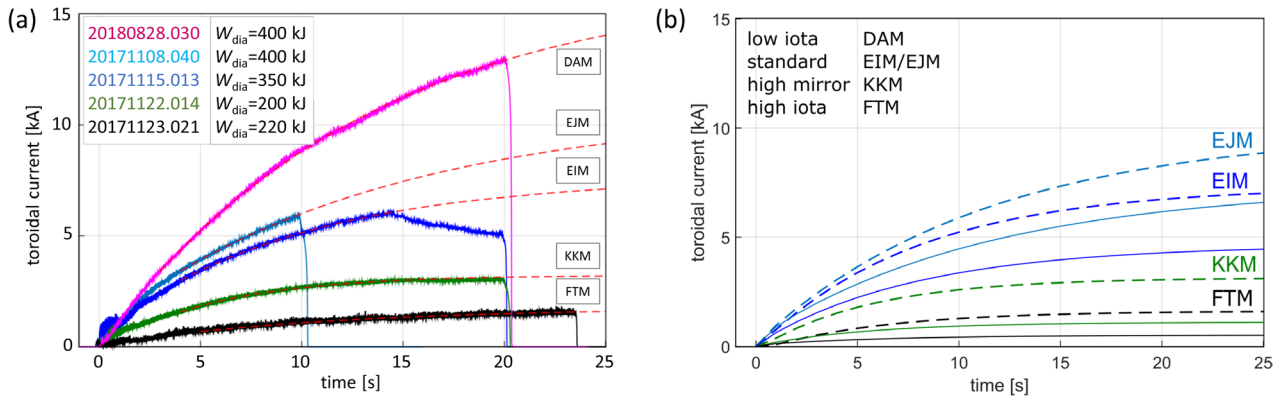 (a)
20180828.030 Wdia=400 kJ
20171108.040 Wdia=400 kJ
20171115.013 Wdia=350 kJ
20171122.014 Wdia=200 kJ
20171123.021 Wdia=220 kJ
DAM
EJM
EIM
KKM
FTM
toroidal current [kA]
15
10
5
0
0 5 10 15 20 25
time [s]
(b)
low iota DAM
standard EIM/EJM
high mirror KKM
high iota FTM
EJM
EIM
KKM
FTM
toroidal current [kA]
15
10
5
0
0 5 10 15 20 25
time [s]